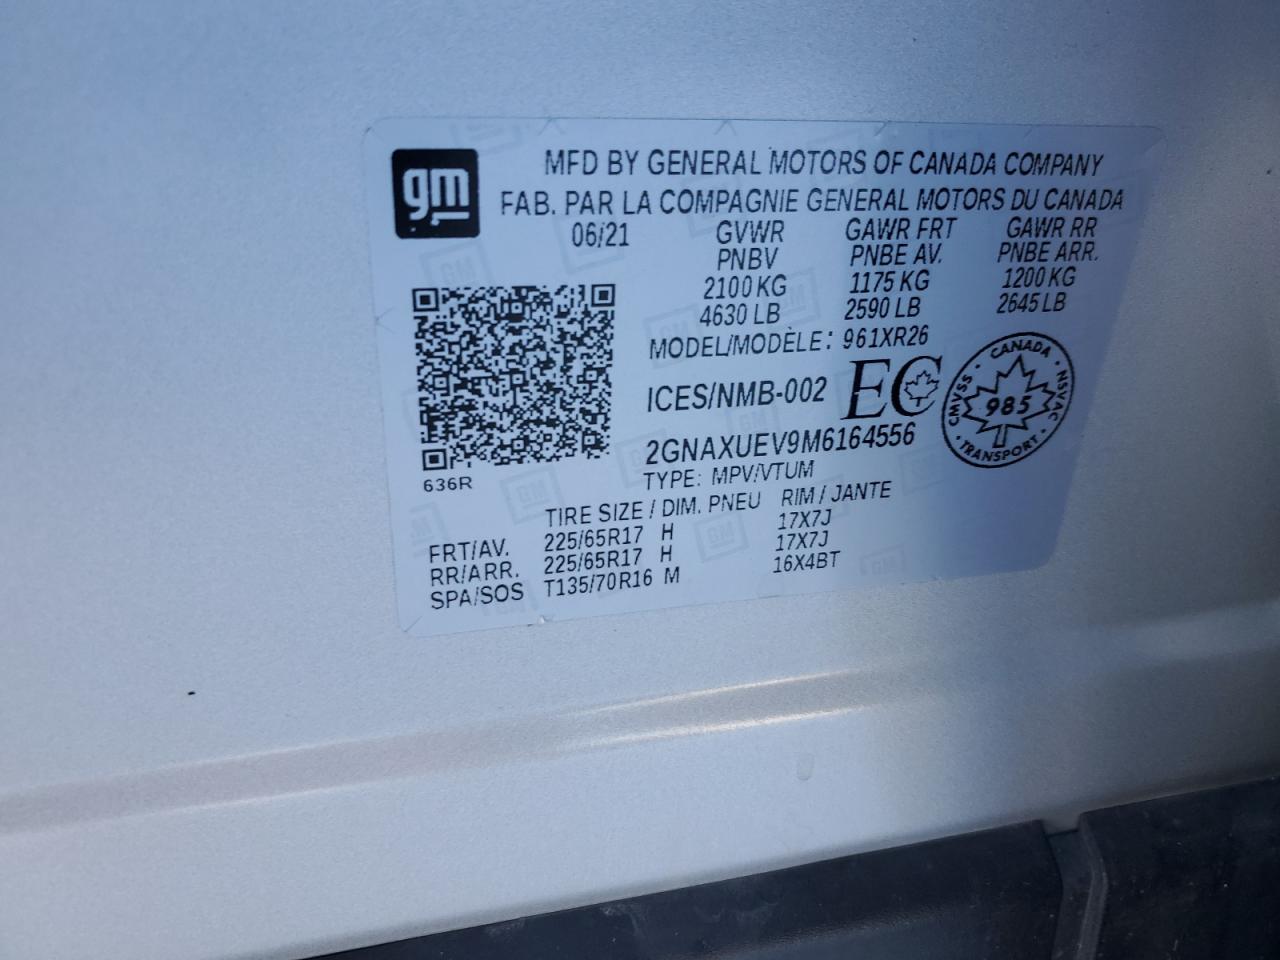 gm
MFD BY GENERAL MOTORS OF CANADA COMPANY
FAB. PAR LA COMPAGNIE GENERAL MOTORS DU CANADA
06/21 GVWR GAWR FRT GAWR RR
PNBV PNBE AV. PNBE ARR.
2100 KG 1175 KG 1200 KG
4630 LB 2590 LB 2645 LB
MODEL/MODÈLE: 961XR26
ICES/NMB-002 EC
CANADA
CMVSS 985 NSVAC
TRANSPORT
2GNAXUEV9M6164556
TYPE: MPV/VTUM
636R
TIRE SIZE / DIM. PNEU RIM / JANTE
FRT/AV. 225/65R17 H 17X7J
RR/ARR. 225/65R17 H 17X7J
SPA/SOS T135/70R16 M 16X4BT